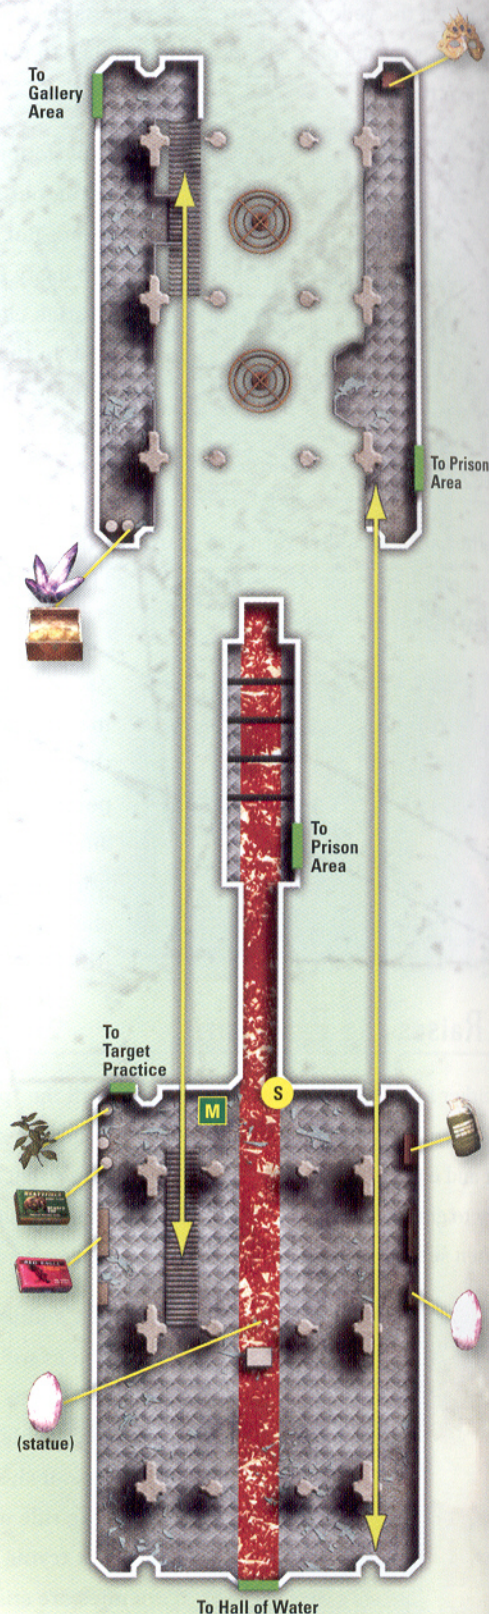 To
Gallery
Area
To Prison
Area
To
Prison
Area
To
Target
Practice
M
S
(statue)
To Hall of Water